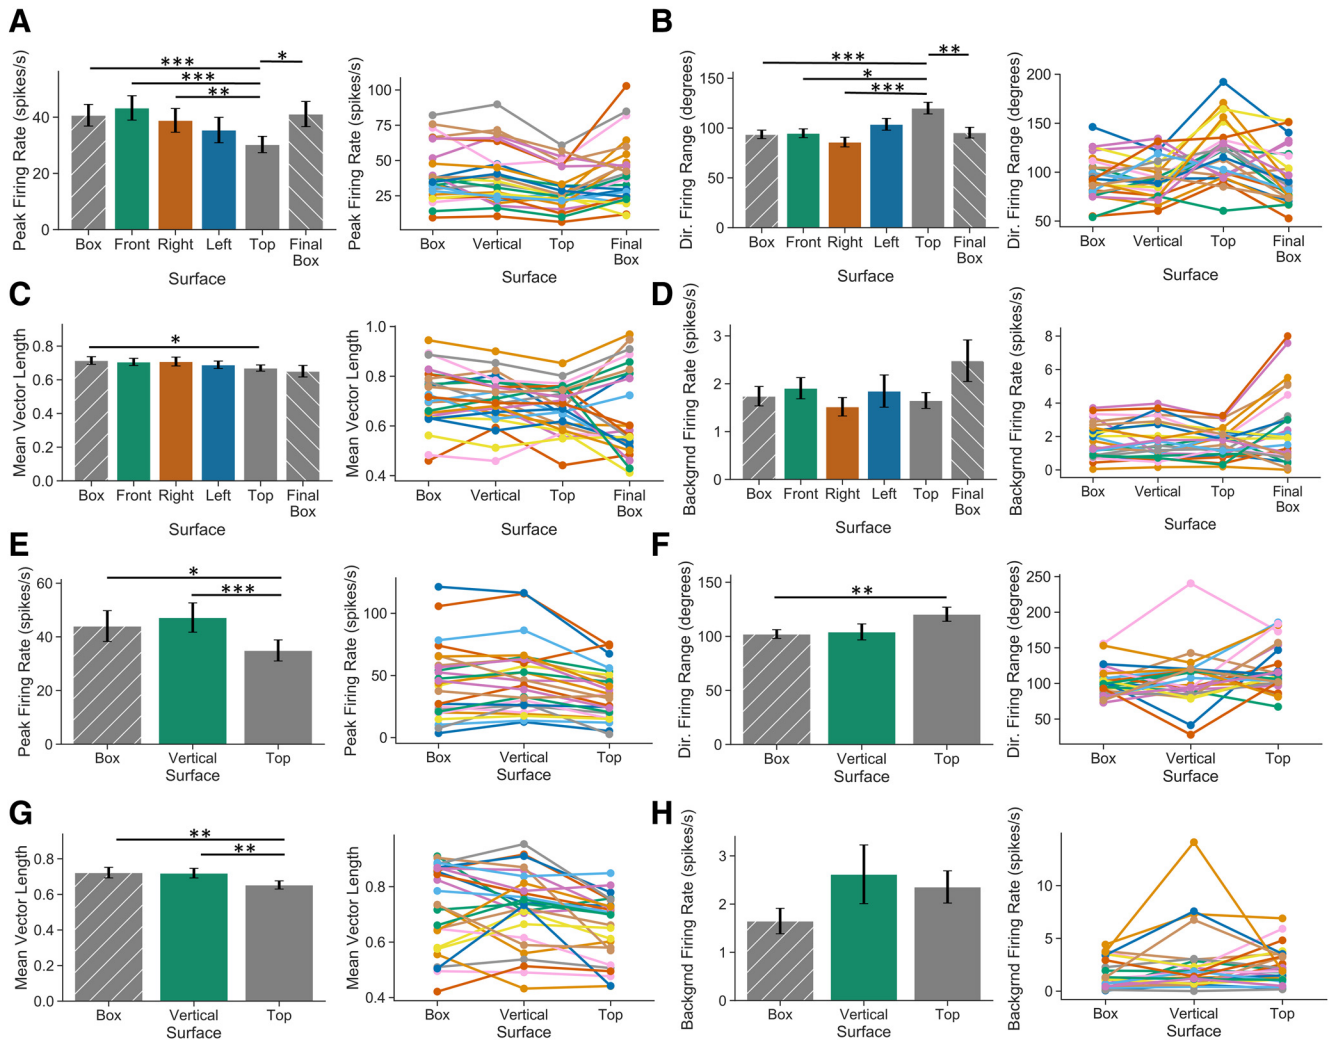 A
Peak Firing Rate (spikes/s)
0
20
40
***
***
**
*
Box
Front
Right
Left
Top
Final
Box
Surface
Peak Firing Rate (spikes/s)
100
75
50
25
Box
Vertical
Top
Final
Box
Surface
B
Dir. Firing Range (degrees)
150
100
50
0
***
*
***
**
Box
Front
Right
Left
Top
Final
Box
Surface
Dir. Firing Range (degrees)
200
150
100
50
Box
Vertical
Top
Final
Box
Surface
C
Mean Vector Length
0.8
0.6
0.4
0.2
0.0
*
Box
Front
Right
Left
Top
Final
Box
Surface
Mean Vector Length
1.0
0.8
0.6
0.4
Box
Vertical
Top
Final
Box
Surface
D
Backgrnd Firing Rate (spikes/s)
3
2
1
0
Box
Front
Right
Left
Top
Final
Box
Surface
Backgrnd Firing Rate (spikes/s)
8
6
4
2
0
Box
Vertical
Top
Final
Box
Surface
E
Peak Firing Rate (spikes/s)
60
40
20
0
*
***
Box
Vertical
Top
Surface
Peak Firing Rate (spikes/s)
100
50
0
Box
Vertical
Top
Surface
F
Dir. Firing Range (degrees)
150
100
50
0
**
Box
Vertical
Top
Surface
Dir. Firing Range (degrees)
250
200
150
100
50
Box
Vertical
Top
Surface
G
Mean Vector Length
0.8
0.6
0.4
0.2
0.0
**
**
Box
Vertical
Top
Surface
Mean Vector Length
0.8
0.6
0.4
Box
Vertical
Top
Surface
H
Backgrnd Firing Rate (spikes/s)
3
2
1
0
Box
Vertical
Top
Surface
Backgrnd Firing Rate (spikes/s)
10
5
0
Box
Vertical
Top
Surface